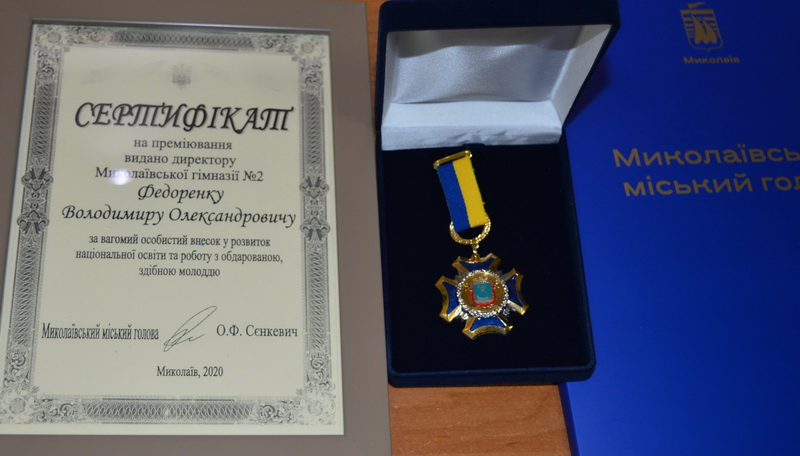 СЕРТИФІКАТ
на преміювання
видано директору
Миколаївської гімназії №2
Федоренку
Володимиру Олександровичу
за вагомий особистий внесок у розвиток
національної освіти та роботу з обдарованою,
здібною молоддю
Миколаївський міський голова О.Ф. Сєнкевич
Миколаїв, 2020
Миколаїв
Миколаївсь
міський гол